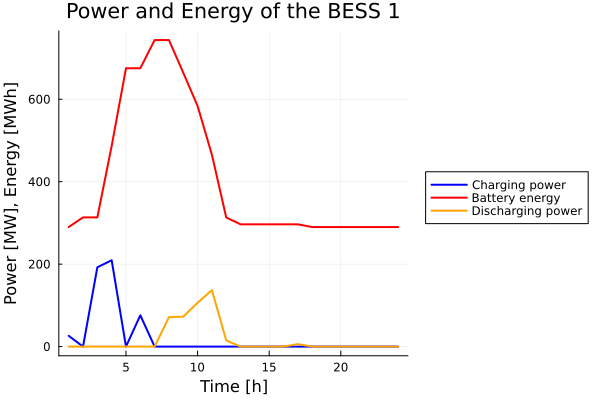 Power and Energy of the BESS 1
Power [MW], Energy [MWh]
600
400
200
0
5
10
15
20
Time [h]
Charging power
Battery energy
Discharging power